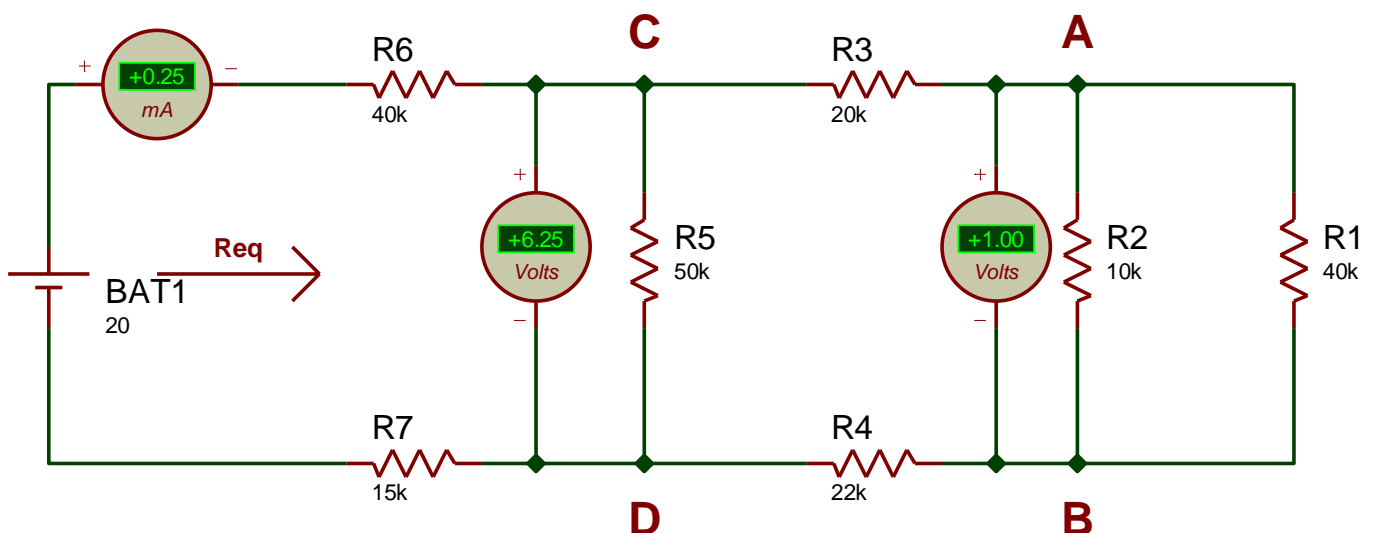 C
A
R6
R3
+ +0.25 −
mA
40k
20k
+
+
Req
+6.25
Volts
R5
50k
+1.00
Volts
R2
10k
R1
40k
BAT1
20
−
−
R7
R4
15k
22k
D
B